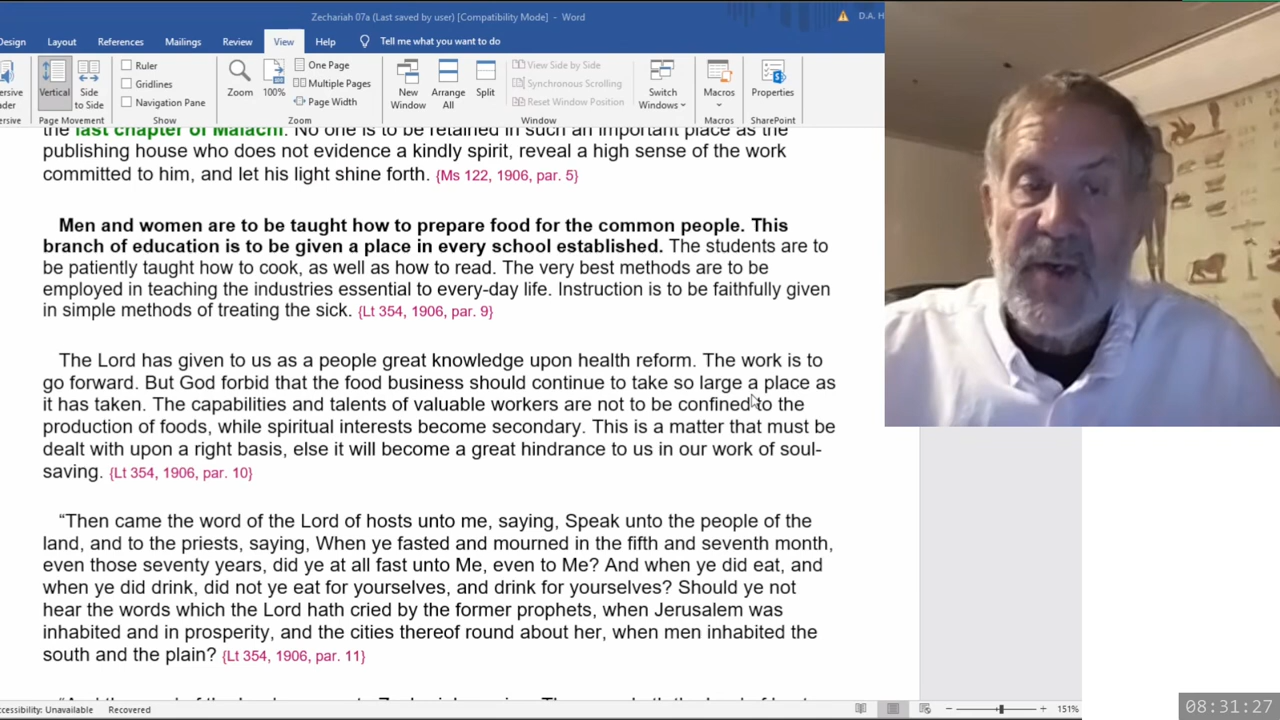 Zechariah 07a (Last saved by user) [Compatibility Mode] - Word
D.A. H
Design Layout References Mailings Review View Help Tell me what you want to do
Vertical
Side to Side
Page Movement
Ruler
Gridlines
Navigation Pane
Show
Zoom
100%
One Page
Multiple Pages
Page Width
Zoom
New Window
Arrange All
Split
View Side by Side
Synchronous Scrolling
Reset Window Position
Window
Switch Windows
Macros
Macros
Properties
SharePoint
the last chapter of Malachi. No one is to be retained in such an important place as the
publishing house who does not evidence a kindly spirit, reveal a high sense of the work
committed to him, and let his light shine forth. {Ms 122, 1906, par. 5}
Men and women are to be taught how to prepare food for the common people. This
branch of education is to be given a place in every school established. The students are to
be patiently taught how to cook, as well as how to read. The very best methods are to be
employed in teaching the industries essential to every-day life. Instruction is to be faithfully given
in simple methods of treating the sick. {Lt 354, 1906, par. 9}
The Lord has given to us as a people great knowledge upon health reform. The work is to
go forward. But God forbid that the food business should continue to take so large a place as
it has taken. The capabilities and talents of valuable workers are not to be confined to the
production of foods, while spiritual interests become secondary. This is a matter that must be
dealt with upon a right basis, else it will become a great hindrance to us in our work of soul-
saving. {Lt 354, 1906, par. 10}
“Then came the word of the Lord of hosts unto me, saying, Speak unto the people of the
land, and to the priests, saying, When ye fasted and mourned in the fifth and seventh month,
even those seventy years, did ye at all fast unto Me, even to Me? And when ye did eat, and
when ye did drink, did not ye eat for yourselves, and drink for yourselves? Should ye not
hear the words which the Lord hath cried by the former prophets, when Jerusalem was
inhabited and in prosperity, and the cities thereof round about her, when men inhabited the
south and the plain? {Lt 354, 1906, par. 11}
ccessibility: Unavailable Recovered
151%
08:31:27